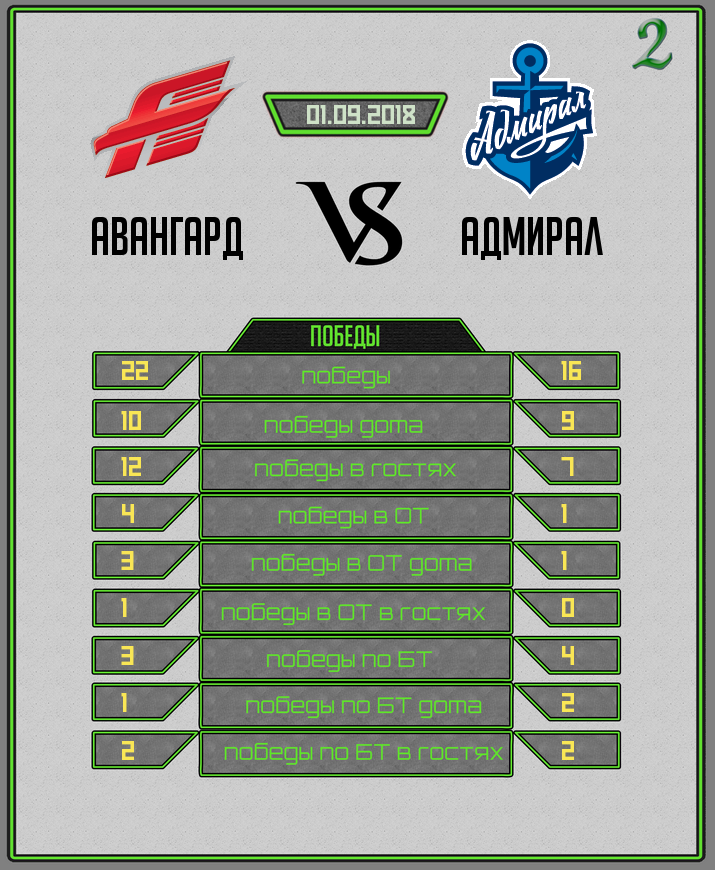 2
Адмирал
01.09.2018
АВАНГАРД VS АДМИРАЛ
ПОБЕДЫ
22 победы 16
10 победы дома 9
12 победы в гостях 7
4 победы в ОТ 1
3 победы в ОТ дома 1
1 победы в ОТ в гостях 0
3 победы по БТ 4
1 победы по БТ дома 2
2 победы по БТ в гостях 2